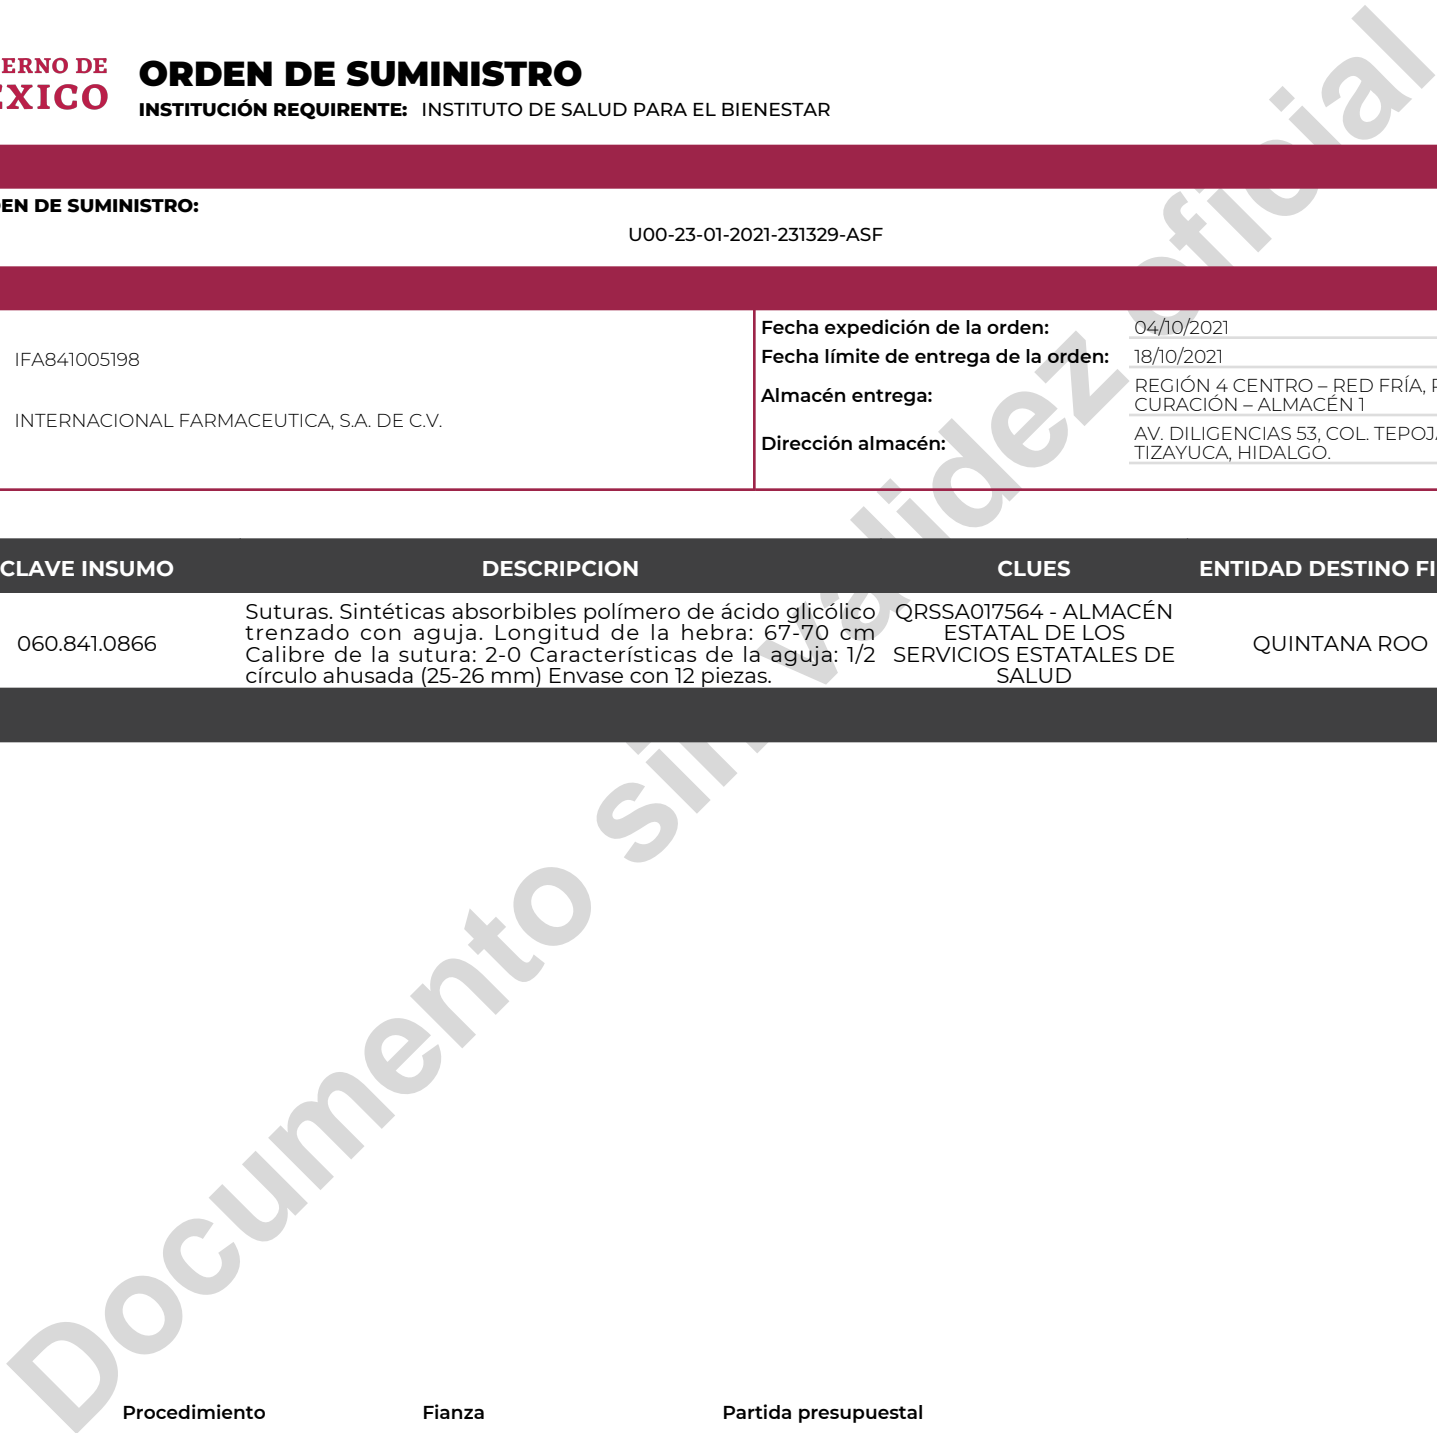 ERNO DE
XICO
ORDEN DE SUMINISTRO
INSTITUCIÓN REQUIRENTE: INSTITUTO DE SALUD PARA EL BIENESTAR
EN DE SUMINISTRO:
U00-23-01-2021-231329-ASF
IFA841005198
INTERNACIONAL FARMACEUTICA, S.A. DE C.V.
Fecha expedición de la orden: 04/10/2021
Fecha límite de entrega de la orden: 18/10/2021
Almacén entrega: REGIÓN 4 CENTRO – RED FRÍA,
CURACIÓN – ALMACÉN 1
Dirección almacén: AV. DILIGENCIAS 53, COL. TEPOJA
TIZAYUCA, HIDALGO.
CLAVE INSUMO DESCRIPCION CLUES ENTIDAD DESTINO FI
060.841.0866
Suturas. Sintéticas absorbibles polímero de ácido glicólico
trenzado con aguja. Longitud de la hebra: 67-70 cm
Calibre de la sutura: 2-0 Características de la aguja: 1/2
círculo ahusada (25-26 mm) Envase con 12 piezas.
QRSSA017564 - ALMACÉN
ESTATAL DE LOS
SERVICIOS ESTATALES DE
SALUD
QUINTANA ROO
Documento sin validez oficial
Procedimiento Fianza Partida presupuestal